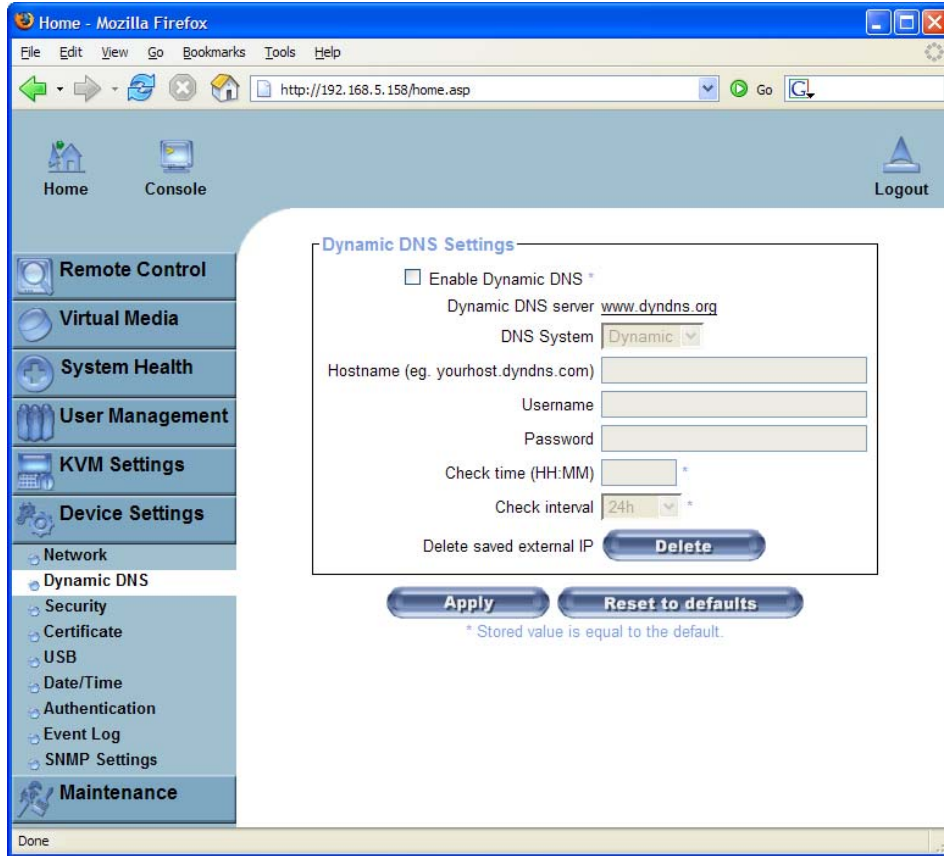 Home - Mozilla Firefox
File Edit View Go Bookmarks Tools Help
http://192.168.5.158/home.asp Go G
Home Console Logout
Remote Control
Virtual Media
System Health
User Management
KVM Settings
Device Settings
Network
Dynamic DNS
Security
Certificate
USB
Date/Time
Authentication
Event Log
SNMP Settings
Maintenance
Dynamic DNS Settings
Enable Dynamic DNS *
Dynamic DNS server www.dyndns.org
DNS System Dynamic
Hostname (eg. yourhost.dyndns.com)
Username
Password
Check time (HH:MM) *
Check interval 24h *
Delete saved external IP Delete
Apply Reset to defaults
* Stored value is equal to the default.
Done